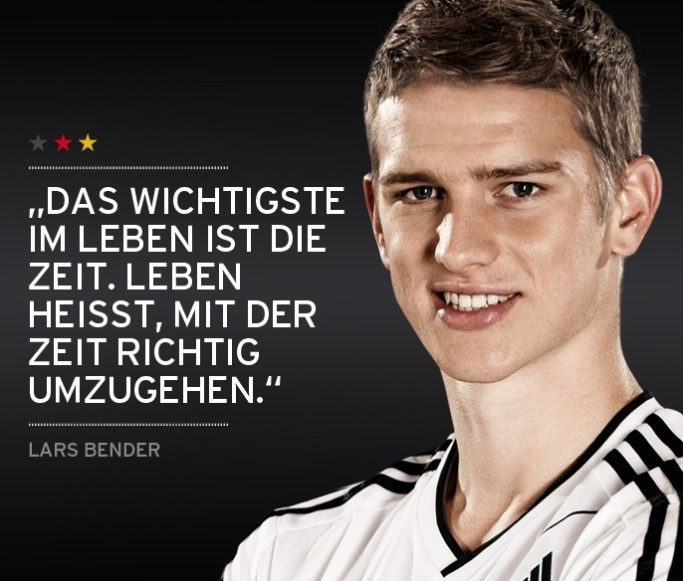 „DAS WICHTIGSTE
IM LEBEN IST DIE
ZEIT. LEBEN
HEISST, MIT DER
ZEIT RICHTIG
UMZUGEHEN.“
LARS BENDER